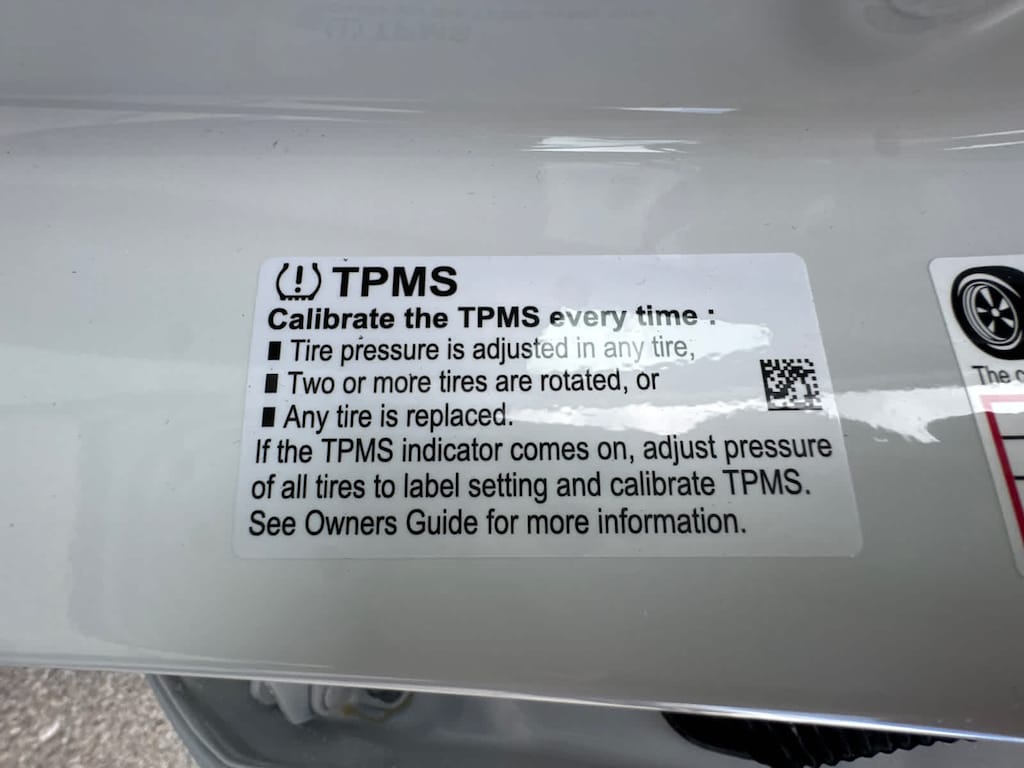 TPMS
Calibrate the TPMS every time :
■ Tire pressure is adjusted in any tire,
■ Two or more tires are rotated, or
■ Any tire is replaced.
If the TPMS indicator comes on, adjust pressure
of all tires to label setting and calibrate TPMS.
See Owners Guide for more information.
The